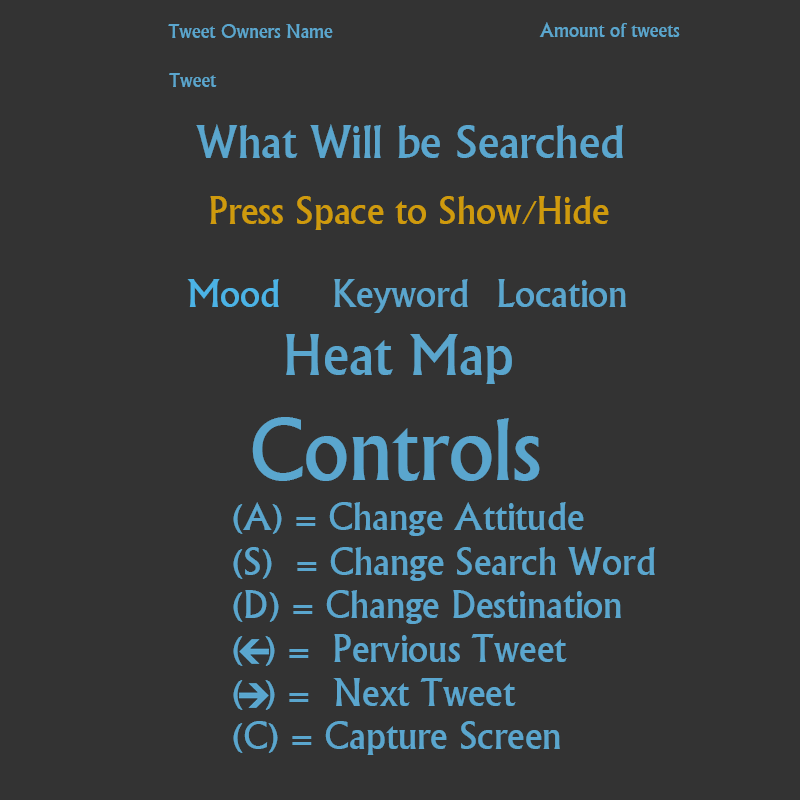 Tweet Owners Name Amount of tweets
Tweet
What Will be Searched
Press Space to Show/Hide
Mood Keyword Location
Heat Map
Controls
(A) = Change Attitude
(S) = Change Search Word
(D) = Change Destination
(←) = Pervious Tweet
(→) = Next Tweet
(C) = Capture Screen